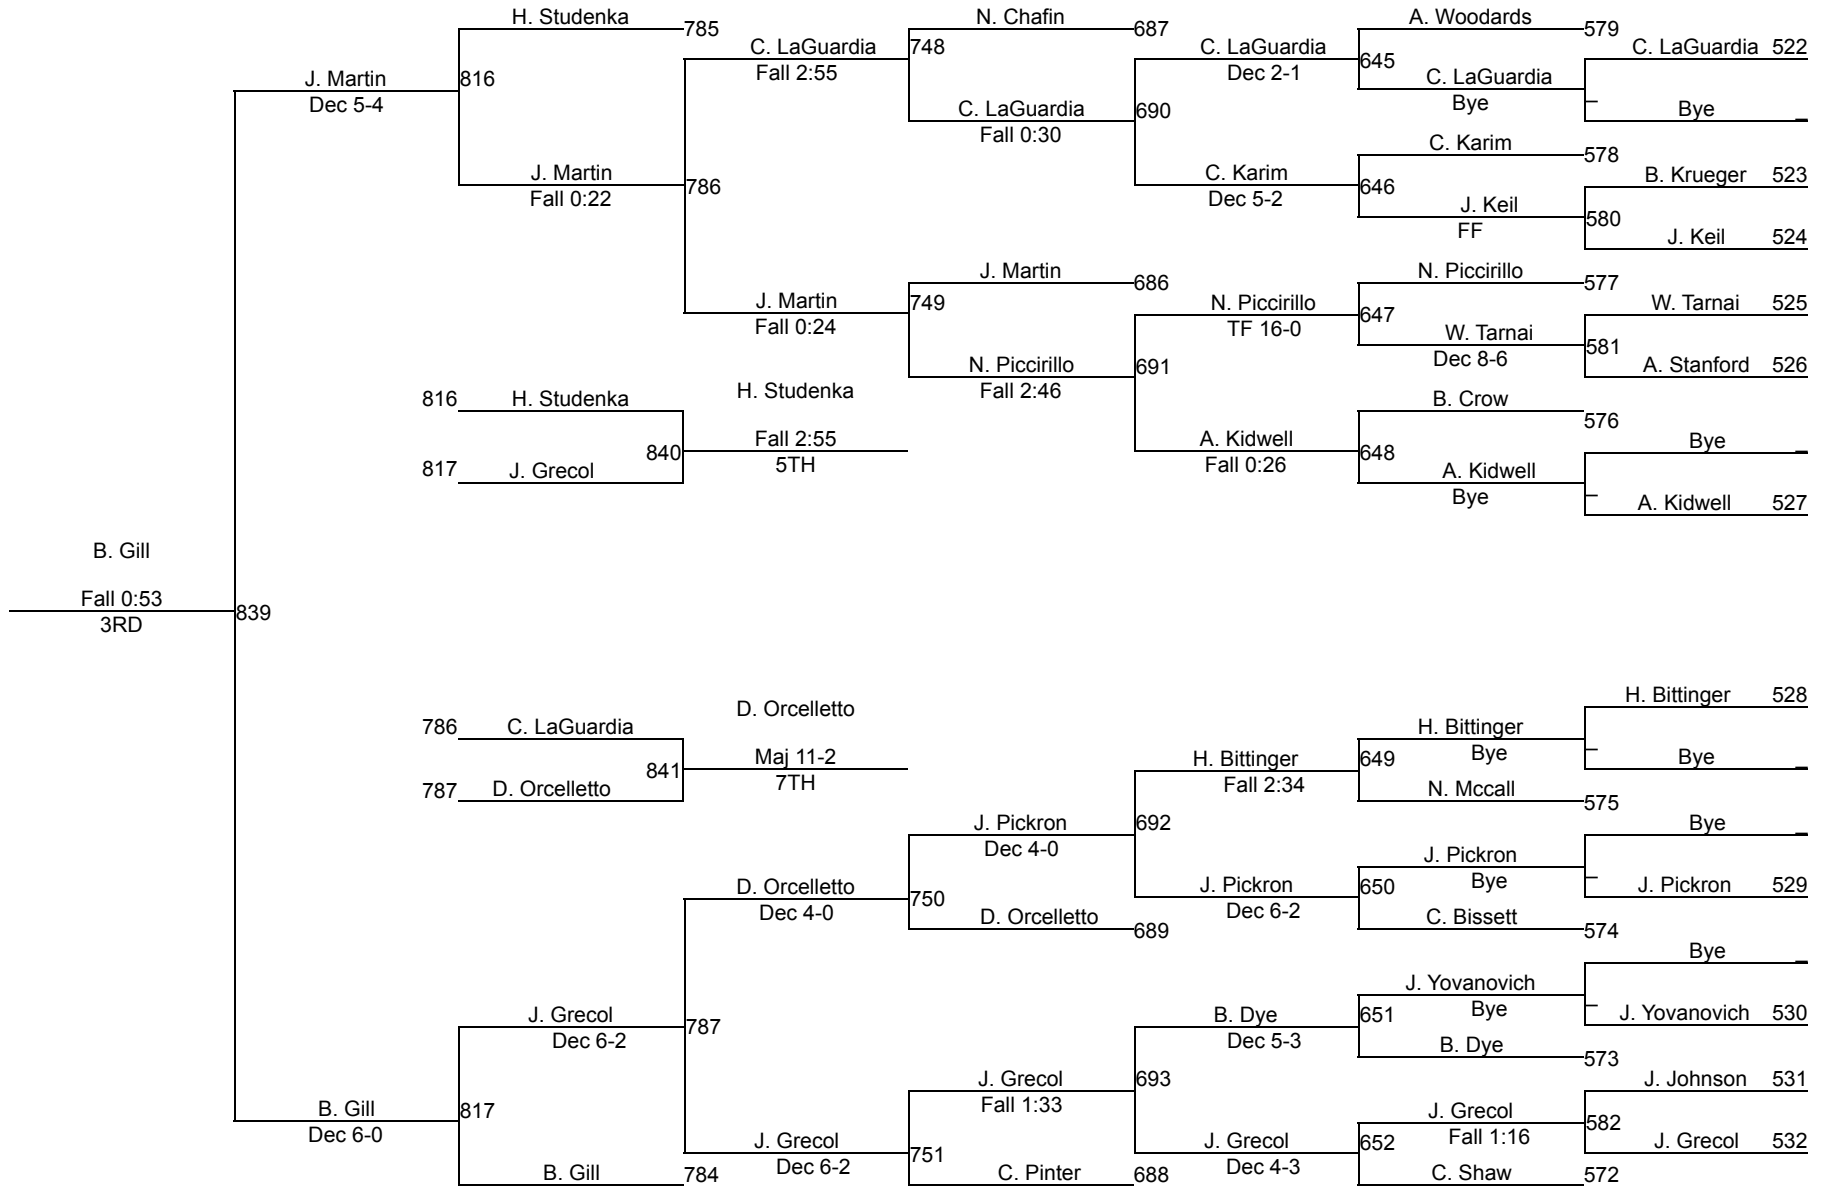 H. Studenka
785
N. Chafin
687
A. Woodards
579
C. LaGuardia 522
C. LaGuardia
Fall 2:55
748
C. LaGuardia
Dec 2-1
645
C. LaGuardia
Bye
Bye _
_
J. Martin
Dec 5-4
816
C. LaGuardia
Fall 0:30
690
C. Karim
578
B. Krueger 523
J. Martin
Fall 0:22
786
C. Karim
Dec 5-2
646
J. Keil
FF
580
J. Keil 524
J. Martin
686
N. Piccirillo
577
W. Tarnai 525
J. Martin
Fall 0:24
749
N. Piccirillo
TF 16-0
647
W. Tarnai
Dec 8-6
581
A. Stanford 526
N. Piccirillo
Fall 2:46
691
816 H. Studenka
H. Studenka
B. Crow
576
Bye _
840
Fall 2:55
5TH
817 J. Grecol
A. Kidwell
Fall 0:26
648
A. Kidwell
Bye
_
A. Kidwell 527
B. Gill
Fall 0:53
3RD
839
H. Bittinger 528
786 C. LaGuardia
D. Orcelletto
H. Bittinger
Bye
_
Bye _
841
Maj 11-2
7TH
787 D. Orcelletto
H. Bittinger
Fall 2:34
649
N. Mccall
575
J. Pickron
Dec 4-0
692
Bye _
J. Pickron
Bye
_
J. Pickron 529
D. Orcelletto
Dec 4-0
750
J. Pickron
Dec 6-2
650
C. Bissett
574
D. Orcelletto
689
Bye _
J. Yovanovich
Bye
_
J. Yovanovich 530
J. Grecol
Dec 6-2
787
B. Dye
Dec 5-3
651
B. Dye
573
J. Grecol
Fall 1:33
693
J. Johnson 531
B. Gill
Dec 6-0
817
J. Grecol
Fall 1:16
582
J. Grecol 532
J. Grecol
Dec 6-2
751
J. Grecol
Dec 4-3
652
B. Gill
784
C. Pinter
688
C. Shaw
572